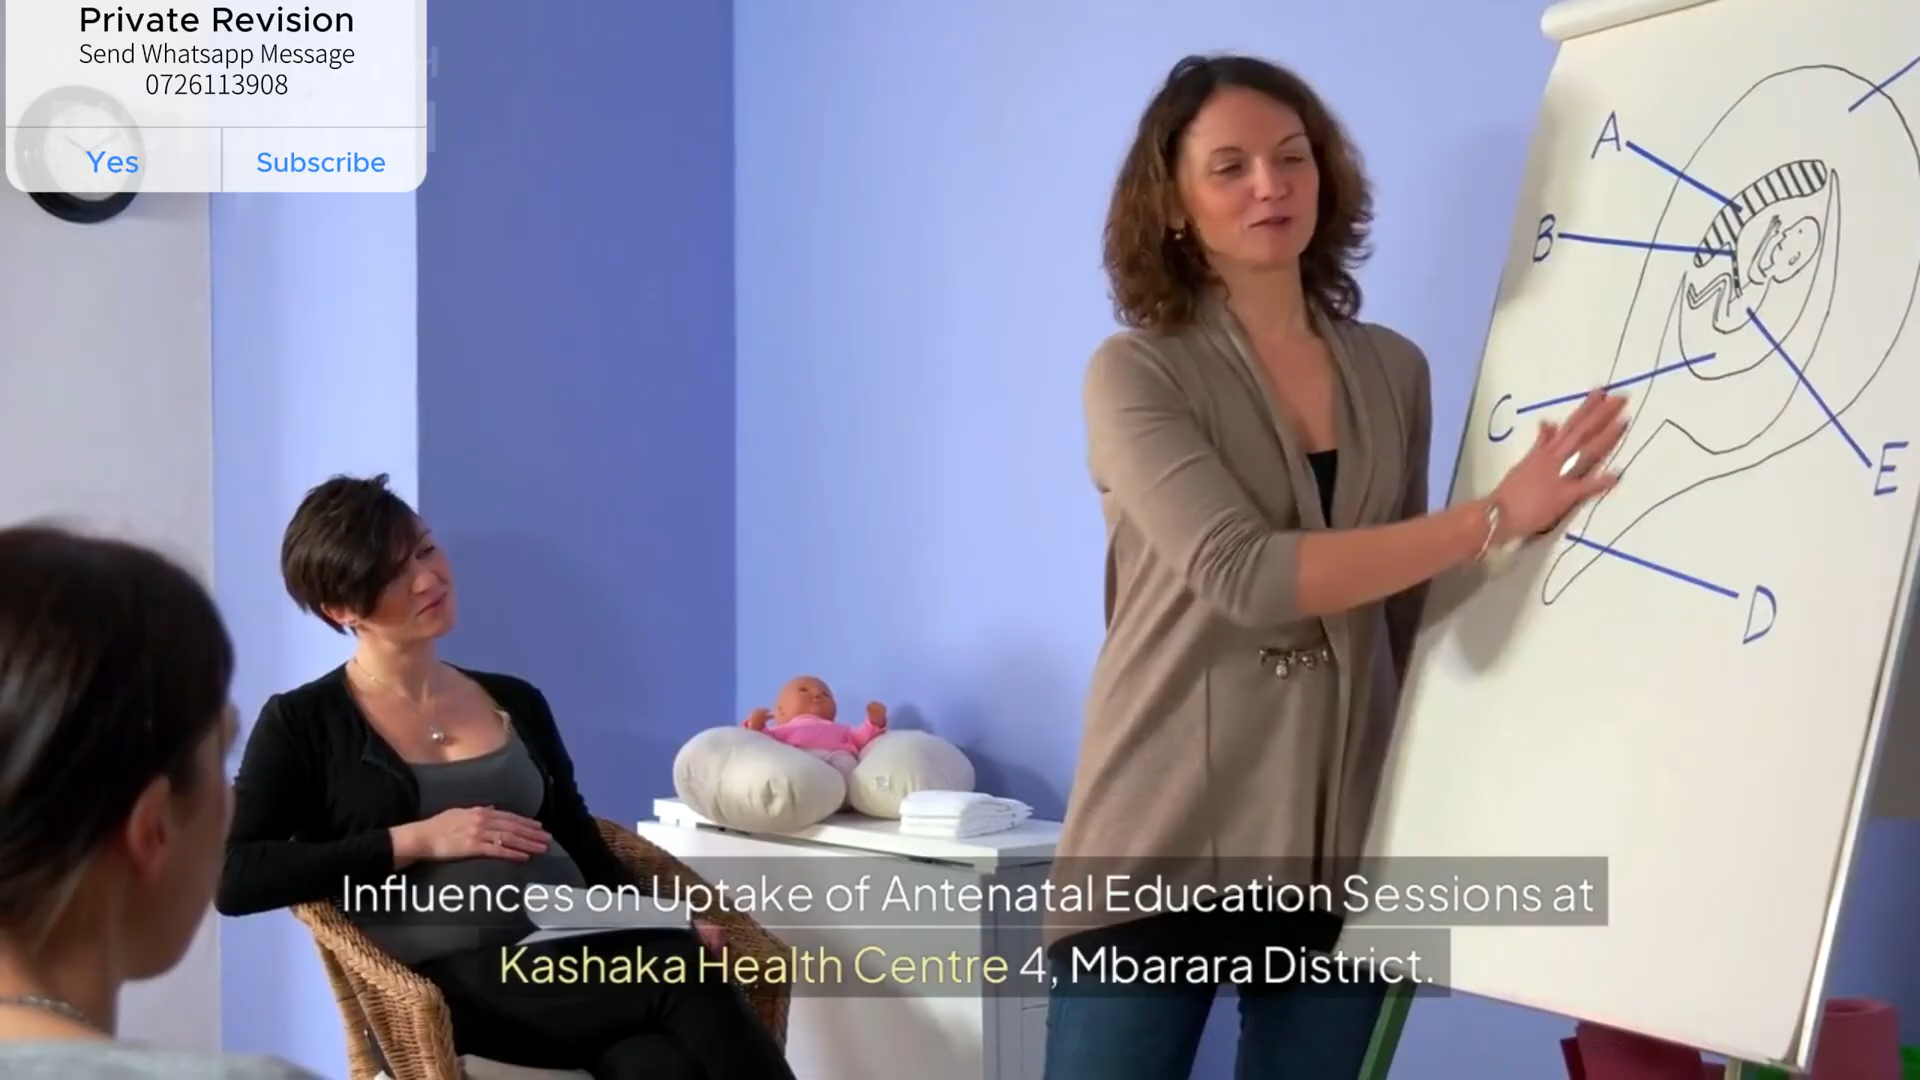 Private Revision
Send Whatsapp Message
0726113908
Yes
Subscribe
A
B
C
E
D
Influences on Uptake of Antenatal Education Sessions at
Kashaka Health Centre 4, Mbarara District.